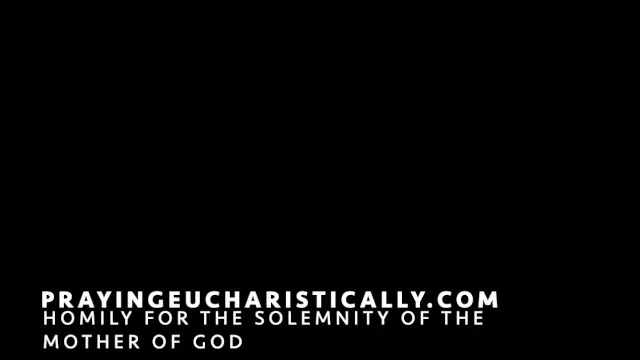 PRAYINGEUCHARISTICALLY.COM
HOMILY FOR THE SOLEMNITY OF THE
MOTHER OF GOD